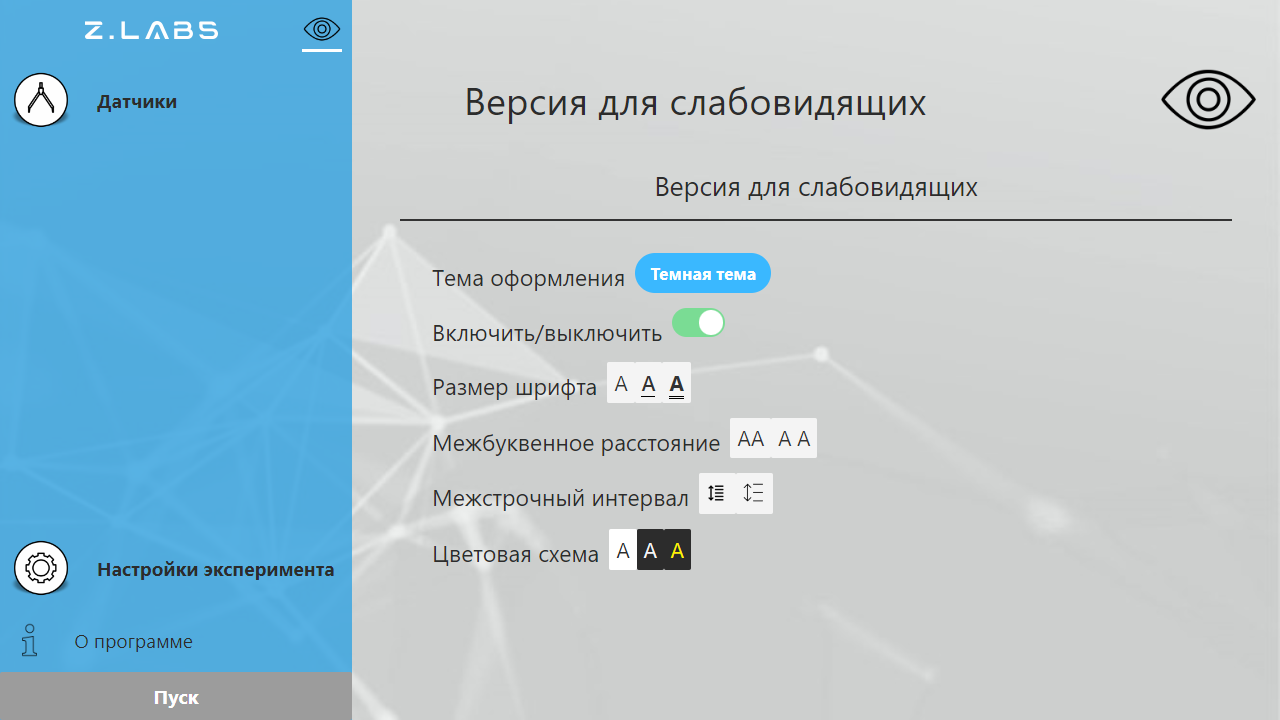 Z.LABS
Датчики
Версия для слабовидящих
Версия для слабовидящих
Тема оформления Темная тема
Включить/выключить
Размер шрифта A A A
Межбуквенное расстояние AA A A
Межстрочный интервал
Цветовая схема A A A
Настройки эксперимента
О программе
Пуск